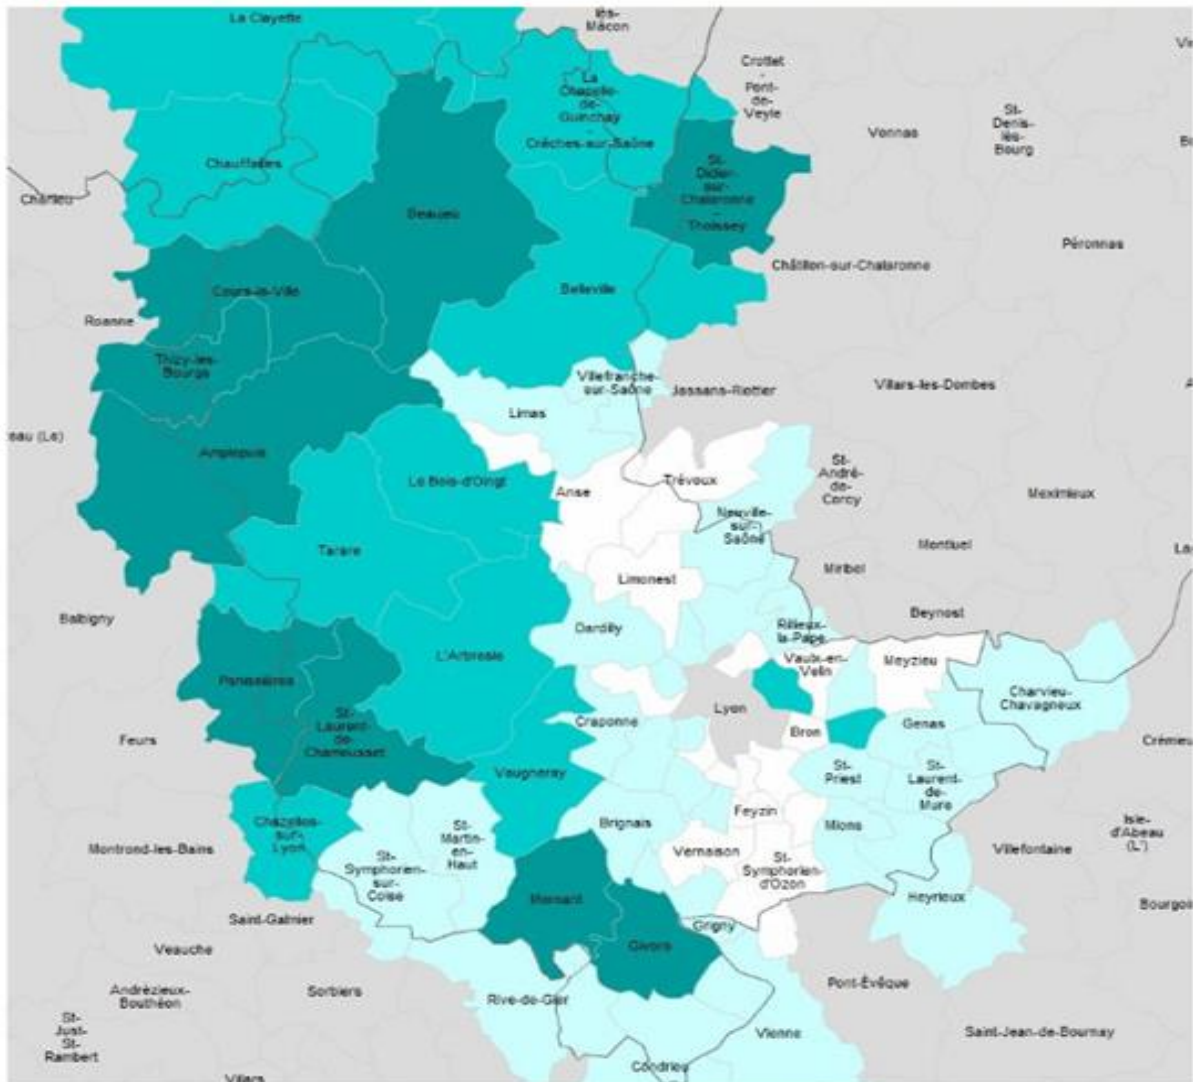 La Clayette
lès-
Mâcon
Crottet
-
Pont-
de-
Veyle
La
Chapelle-
de-
Guinchay
-
Crêches-sur-Saône
Vonnas
St-
Denis-
lès-
Bourg
Chauffailles
Charlieu
Beaujeu
St-
Didier-
sur-
Chalaronne
-
Thoissey
Péronnas
Châtillon-sur-Chalaronne
Cours-la-Ville
Belleville
Roanne
Thizy-les-
Bourgs
Villefranche-
sur-Saône
Jassans-Riottier
Villars-les-Dombes
Limas
eau (Le)
Amplepuis
Le Bois-d'Oingt
Anse
Trévoux
St-
André-
de-
Corcy
Meximieux
Neuville-
sur-
Saône
Tarare
Montluel
Limonest
Miribel
Balbigny
Beynost
Dardilly
Rillieux-
la-Pape
L'Arbresle
Vaulx-en-
Velin
Meyzieu
Panissières
Charvieu-
Chavagneux
St-
Laurent-
de-
Chamousset
Lyon
Craponne
Bron
Genas
Feurs
Crémieu
Vaugneray
St-
Priest
St-
Laurent-
de-
Mure
Feyzin
Chazelles-
sur-
Lyon
Brignais
Mions
St-
Martin-
en-
Haut
Isle-
d'Abeau
(L')
Montrond-les-Bains
Villefontaine
Vernaison
St-
Symphorien-
sur-
Coise
St-
Symphorien-
d'Ozon
Mornant
Heyrieux
Bourgoi
Saint-Galmier
Grigny
Givors
Veauche
Pont-Évêque
Andrézieux-
Bouthéon
Sorbiers
Rive-de-Gier
St-
Just-
St-
Rambert
Vienne
Saint-Jean-de-Bournay
Condrieu
Villars